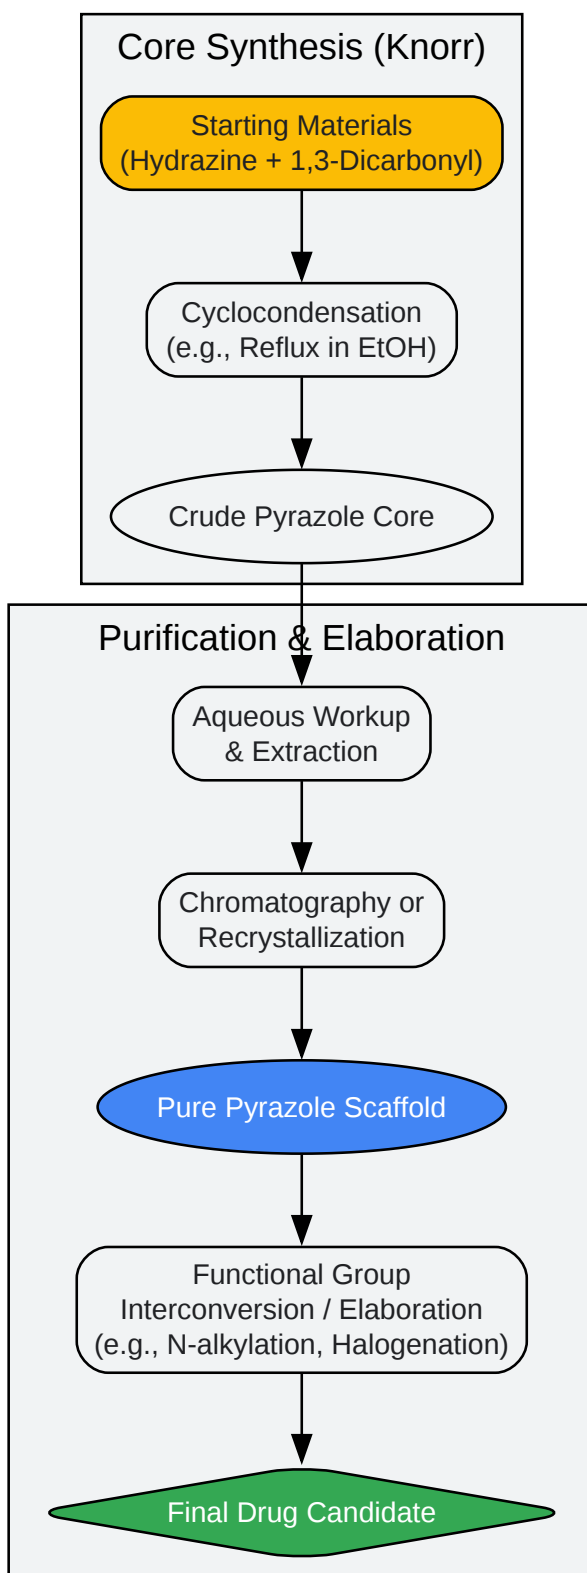 Core Synthesis (Knorr)
Starting Materials
(Hydrazine + 1,3-Dicarbonyl)
Cyclocondensation
(e.g., Reflux in EtOH)
Crude Pyrazole Core
Purification & Elaboration
Aqueous Workup
& Extraction
Chromatography or
Recrystallization
Pure Pyrazole Scaffold
Functional Group
Interconversion / Elaboration
(e.g., N-alkylation, Halogenation)
Final Drug Candidate